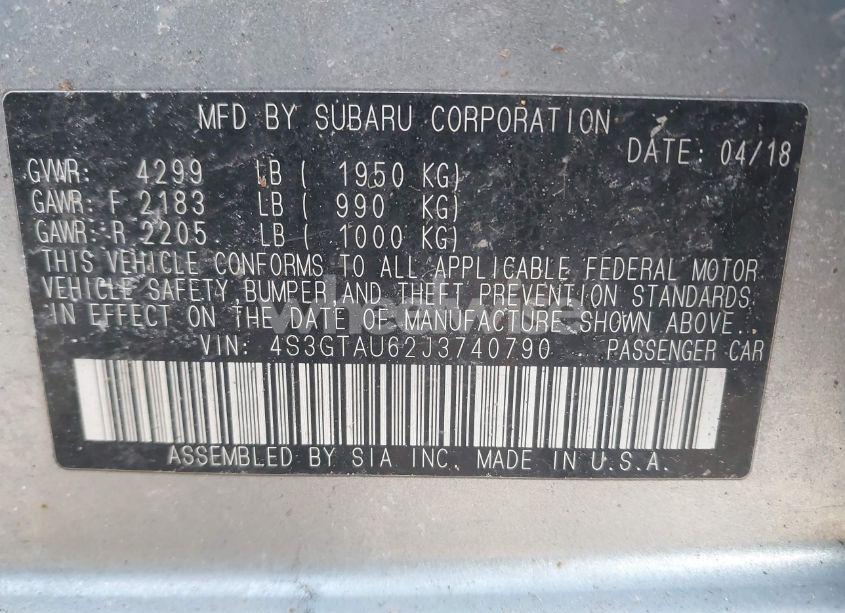 MFD BY SUBARU CORPORATION
DATE: 04/18
GVWR: 4299 LB ( 1950 KG)
GAWR: F 2183 LB ( 990 KG)
GAWR: R 2205 LB ( 1000 KG)
THIS VEHICLE CONFORMS TO ALL APPLICABLE FEDERAL MOTOR
VEHICLE SAFETY, BUMPER, AND THEFT PREVENTION STANDARDS
IN EFFECT ON THE DATE OF MANUFACTURE SHOWN ABOVE.
VIN: 4S3GTAU62J3740790 PASSENGER CAR
ASSEMBLED BY SIA INC. MADE IN U.S.A.